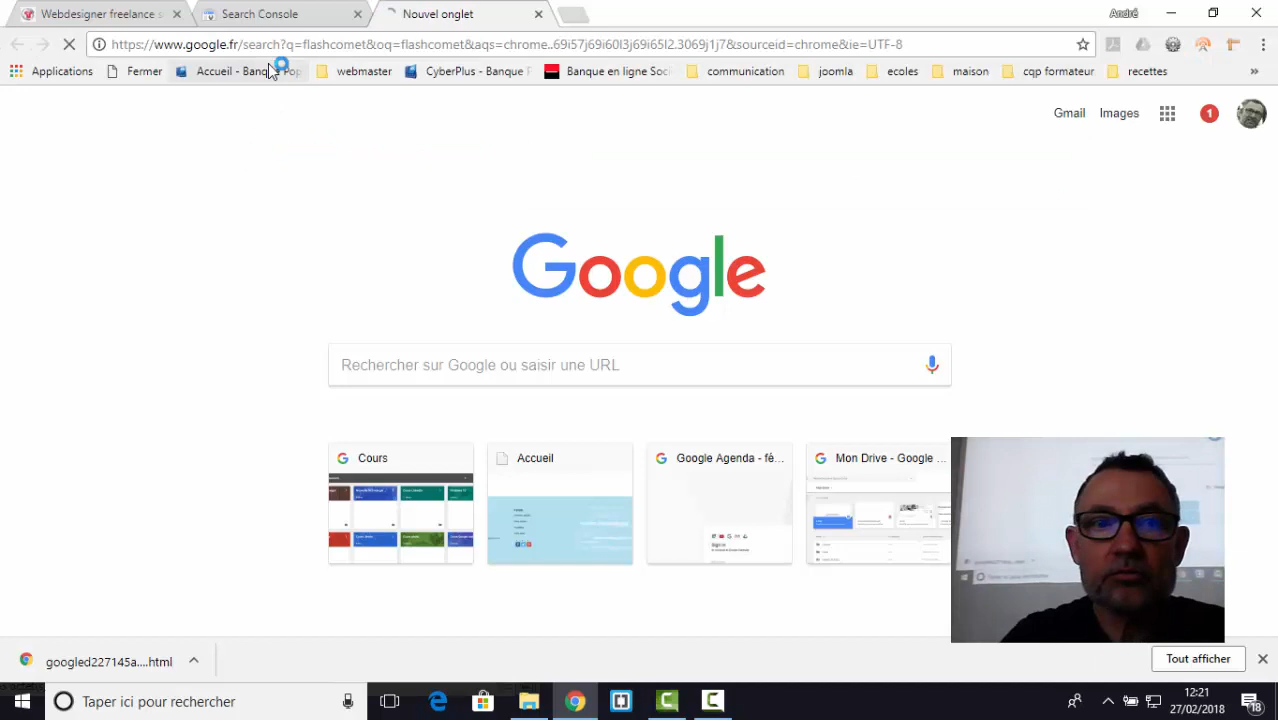 Webdesigner freelance s
Search Console
Nouvel onglet
André
https://www.google.fr/search?q=flashcomet&oq=flashcomet&aqs=chrome..69i57j69i60l3j69i65l2.3069j1j7&sourceid=chrome&ie=UTF-8
Applications
Fermer
Accueil - Banque Pop
webmaster
CyberPlus - Banque P
Banque en ligne Soci
communication
joomla
ecoles
maison
cqp formateur
recettes
»
Gmail
Images
1
Google
Rechercher sur Google ou saisir une URL
Cours
Accueil
Google Agenda - fé...
Mon Drive - Google ...
googled227145a....html
Tout afficher
Taper ici pour rechercher
12:21
27/02/2018
18